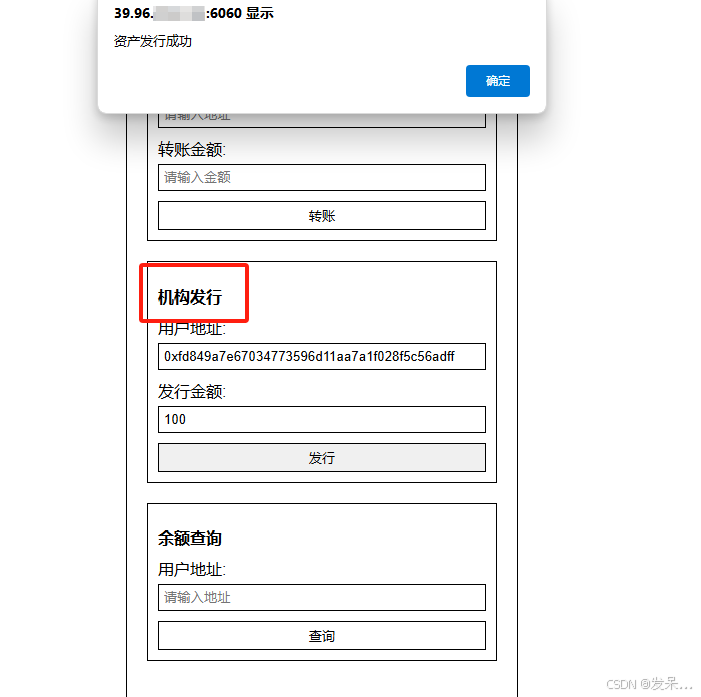 39.96. :6060 显示
资产发行成功
确定
请输入地址
转账金额:
请输入金额
转账
机构发行
用户地址:
0xfd849a7e67034773596d11aa7a1f028f5c56adff
发行金额:
100
发行
余额查询
用户地址:
请输入地址
查询
CSDN @发呆...